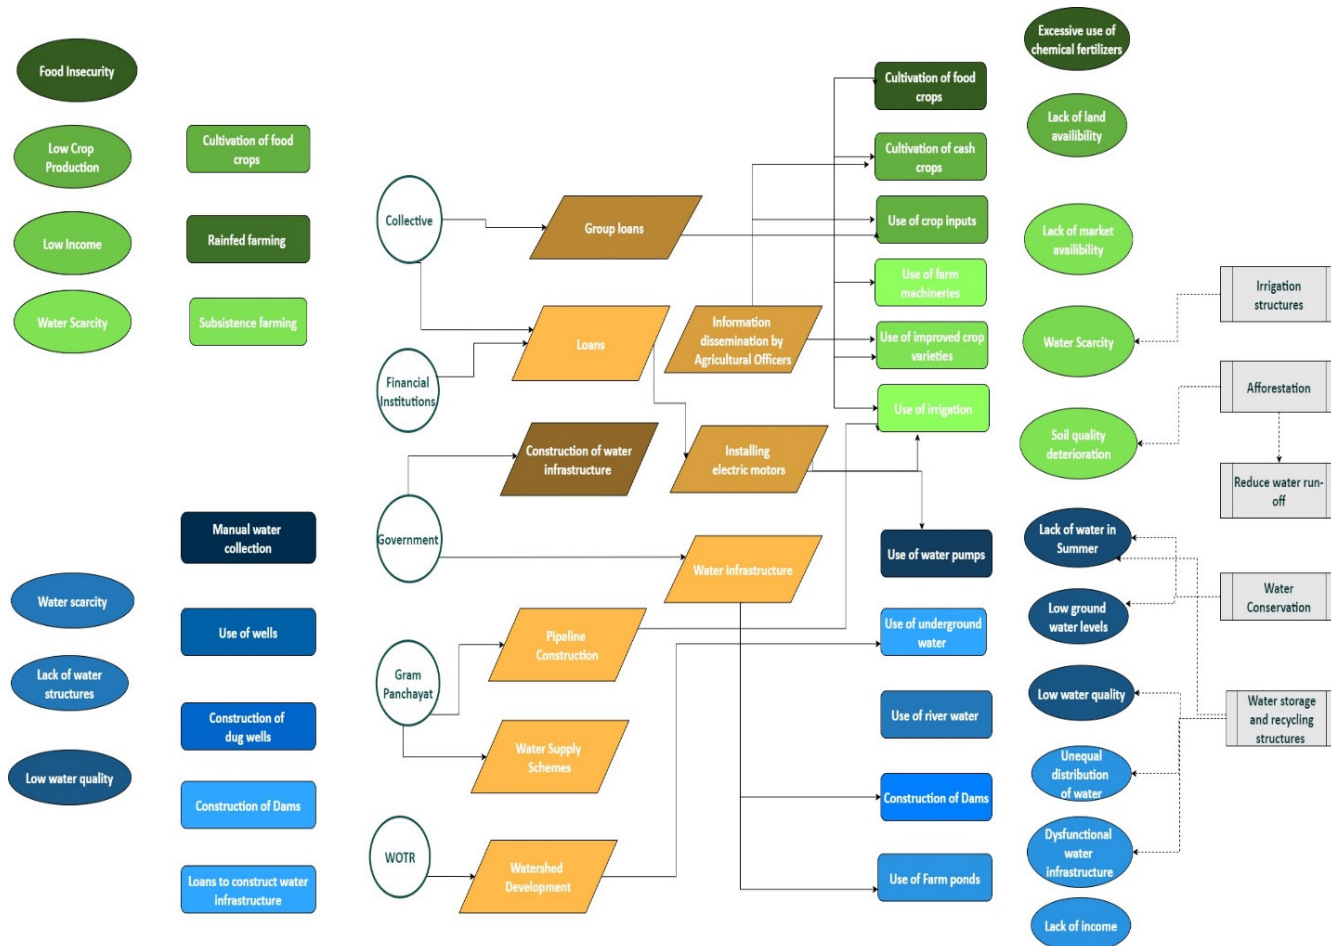 Food Insecurity
Low Crop
Production
Low Income
Water Scarcity
Cultivation of food
crops
Rainfed farming
Subsistence farming
Water scarcity
Lack of water
structures
Low water quality
Manual water
collection
Use of wells
Construction of
dug wells
Construction of Dams
Loans to construct water
infrastructure
Collective
Financial
Institutions
Government
Gram
Panchayat
WOTR
Group loans
Loans
Construction of water
infrastructure
Information
dissemination by
Agricultural Officers
Installing
electric motors
Water infrastructure
Pipeline
Construction
Water Supply
Schemes
Watershed
Development
Cultivation of food
crops
Cultivation of cash
crops
Use of crop inputs
Use of farm
machineries
Use of improved crop
varieties
Use of irrigation
Use of water pumps
Use of underground
water
Use of river water
Construction of Dams
Use of Farm ponds
Excessive use of
chemical fertilizers
Lack of land
availibility
Lack of market
availibility
Water Scarcity
Soil quality
deterioration
Lack of water in
Summer
Low ground
water levels
Low water quality
Unequal
distribution
of water
Dysfunctional
water
infrastructure
Lack of income
Irrigation
structures
Afforestation
Reduce water run-
off
Water
Conservation
Water storage
and recycling
structures